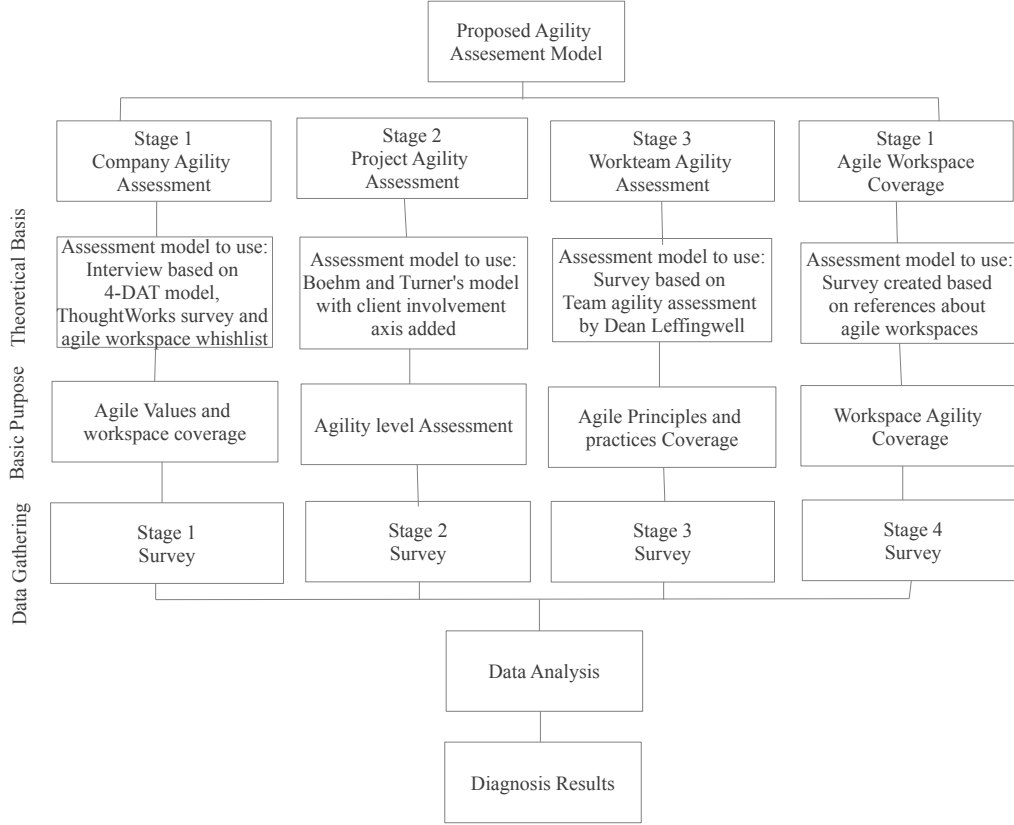 Proposed Agility
Assesement Model
Stage 1
Company Agility
Assessment
Stage 2
Project Agility
Assessment
Stage 3
Workteam Agility
Assessment
Stage 1
Agile Workspace
Coverage
Theoretical Basis
Assessment model to use:
Interview based on
4-DAT model,
ThoughtWorks survey and
agile workspace whishlist
Assessment model to use:
Boehm and Turner's model
with client involvement
axis added
Assessment model to use:
Survey based on
Team agility assessment
by Dean Leffingwell
Assessment model to use:
Survey created based
on references about
agile workspaces
Basic Purpose
Agile Values and
workspace coverage
Agility level Assessment
Agile Principles and
practices Coverage
Workspace Agility
Coverage
Data Gathering
Stage 1
Survey
Stage 2
Survey
Stage 3
Survey
Stage 4
Survey
Data Analysis
Diagnosis Results